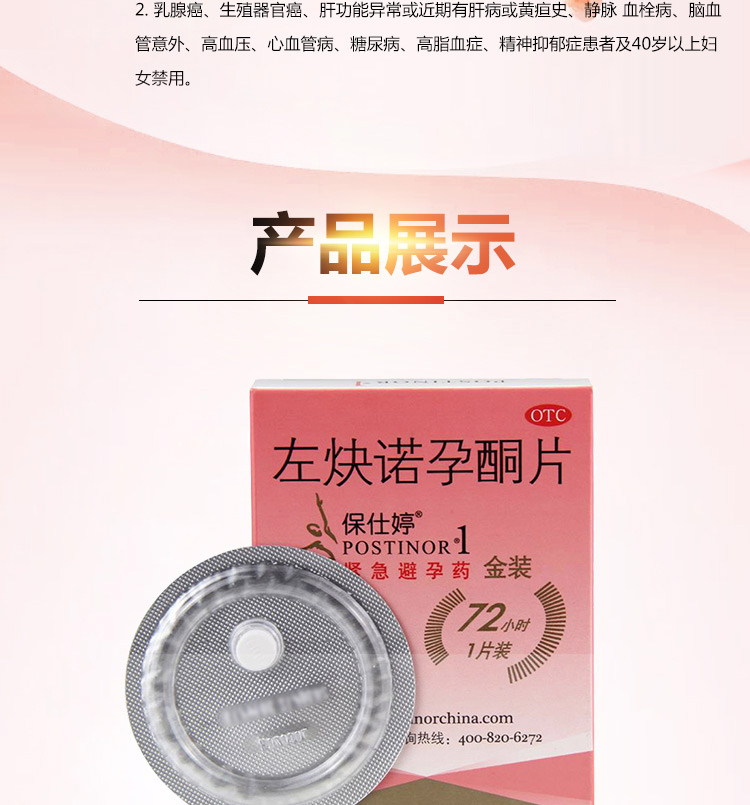 2. 乳腺癌、生殖器官癌、肝功能异常或近期有肝病或黄疸史、静脉 血栓病、脑血
管意外、高血压、心血管病、糖尿病、高脂血症、精神抑郁症患者及40岁以上妇
女禁用。
产品展示
POSTINOR 1
OTC
左炔诺孕酮片
保仕婷®
POSTINOR®1
紧急避孕药 金装
72小时
1片装
norchina.com
询热线：400-820-6272